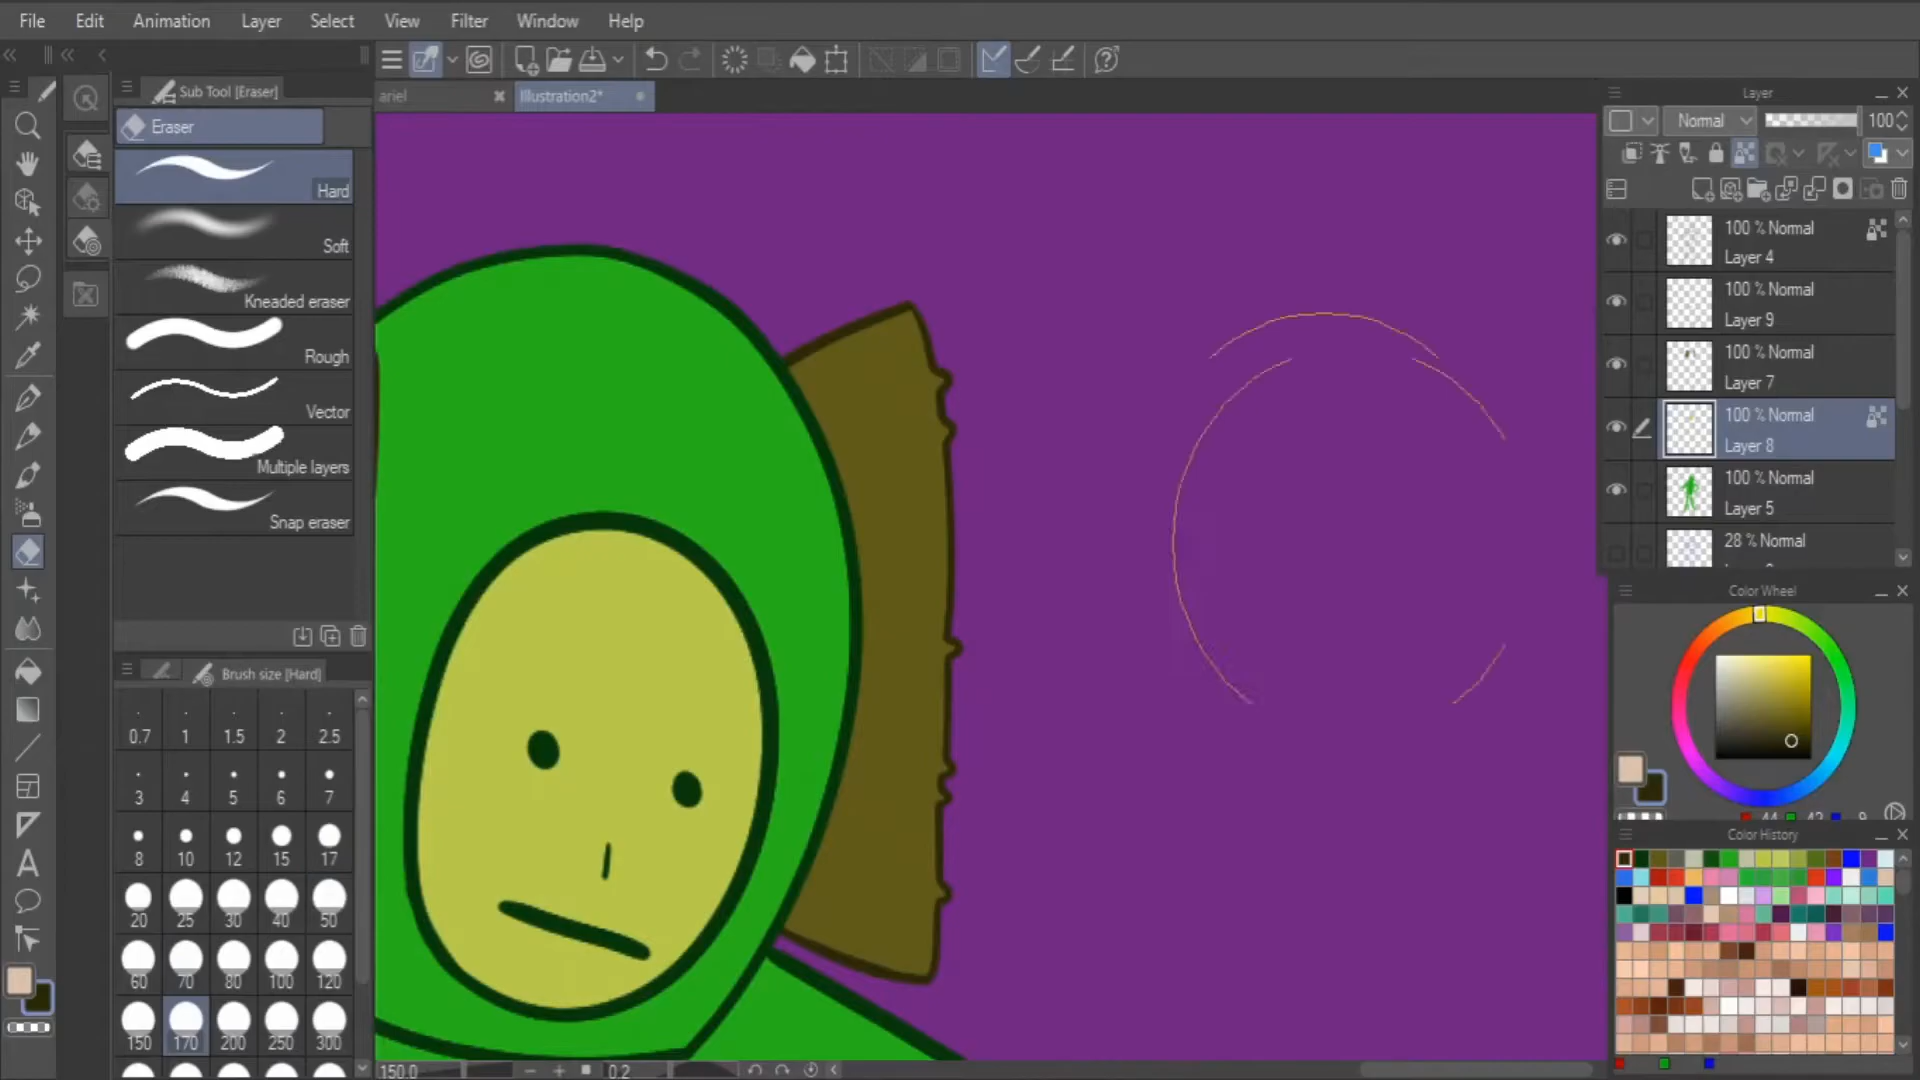 File Edit Animation Layer Select View Filter Window Help
Sub Tool [Eraser]
Eraser
Hard
Soft
Kneaded eraser
Rough
Vector
Multiple layers
Snap eraser
Brush size [Hard]
0.7 1 1.5 2 2.5
3 4 5 6 7
8 10 12 15 17
20 25 30 40 50
60 70 80 100 120
150 170 200 250 300
ariel
Illustration2*
150.0 0.2
Layer
Normal 100
100 % Normal
Layer 4
100 % Normal
Layer 9
100 % Normal
Layer 7
100 % Normal
Layer 8
100 % Normal
Layer 5
28 % Normal
Color Wheel
44 42 9
Color History